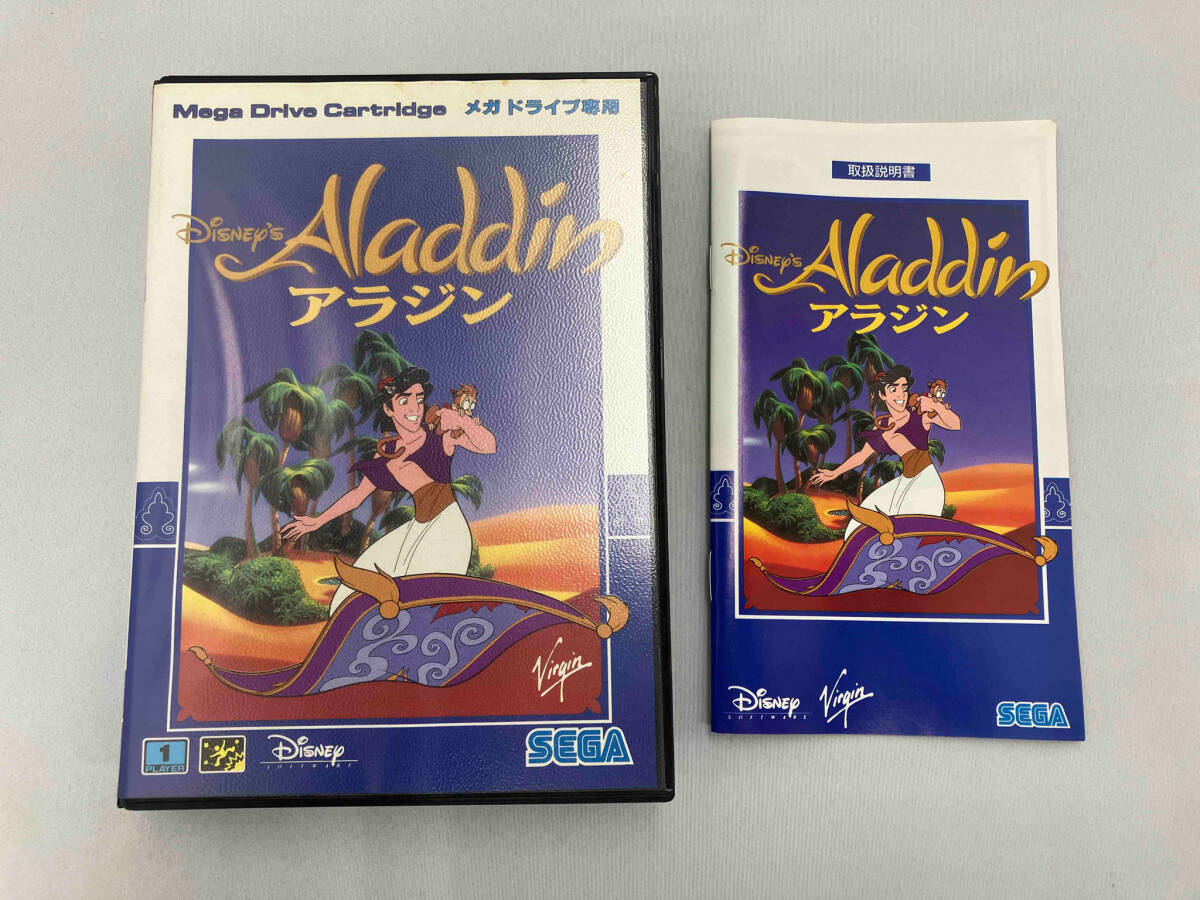 Mega Drive Cartridge メガドライブ専用
DISNEY'S Aladdin
アラジン
Virgin
1
PLAYER
DISNEY
SOFTWARE
SEGA
取扱説明書
DISNEY'S Aladdin
アラジン
DISNEY
SOFTWARE
Virgin
SEGA